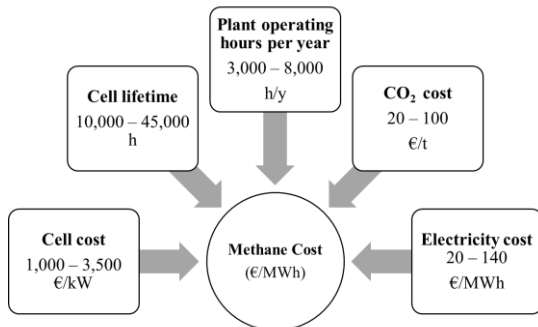 Plant operating
hours per year
3,000 – 8,000
h/y
Cell lifetime
10,000 – 45,000
h
CO₂ cost
20 – 100
€/t
Cell cost
1,000 – 3,500
€/kW
Methane Cost
(€/MWh)
Electricity cost
20 – 140
€/MWh